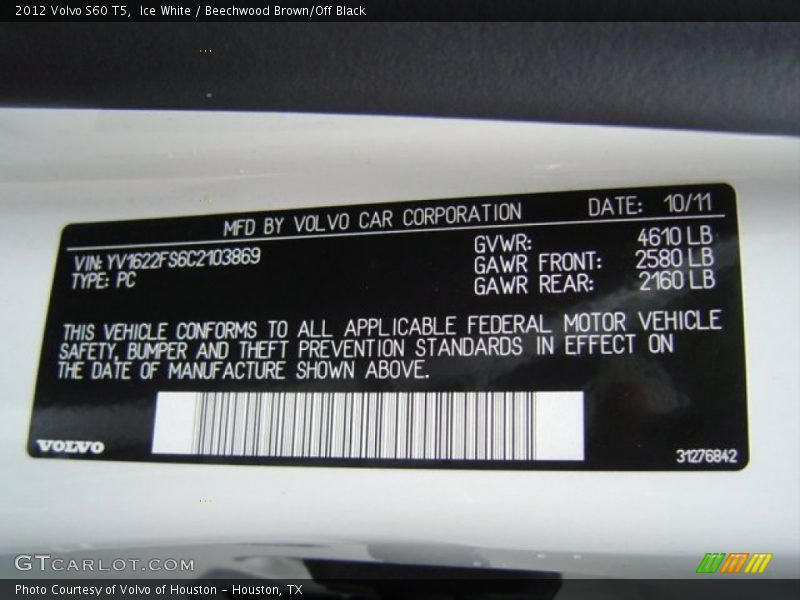 2012 Volvo S60 T5, Ice White / Beechwood Brown/Off Black
MFD BY VOLVO CAR CORPORATION DATE: 10/11
VIN: YV1622FS6C2103869 GVWR: 4610 LB
TYPE: PC GAWR FRONT: 2580 LB
GAWR REAR: 2160 LB
THIS VEHICLE CONFORMS TO ALL APPLICABLE FEDERAL MOTOR VEHICLE
SAFETY, BUMPER AND THEFT PREVENTION STANDARDS IN EFFECT ON
THE DATE OF MANUFACTURE SHOWN ABOVE.
VOLVO 31276842
GTCARLOT.COM
Photo Courtesy of Volvo of Houston - Houston, TX